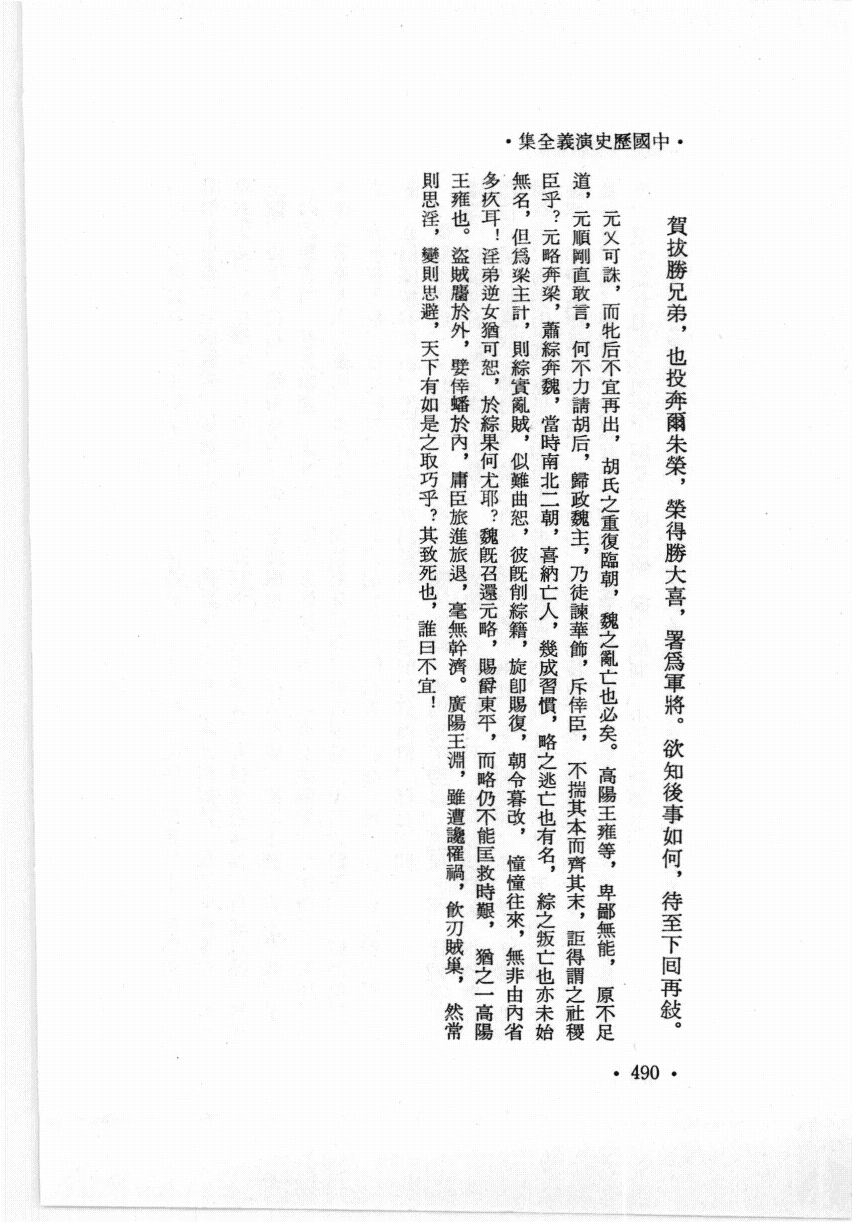 ·中國歷史演義全集·
賀拔勝兄弟，也投奔爾朱榮，榮得勝大喜，署爲軍將。欲知後事如何，待至下回再敍。
元乂可誅，而牝后不宜再出，胡氏之重復臨朝，魏之亂亡也必矣。高陽王雍等，卑鄙無能，原不足
道，元順剛直敢言，何不力請胡后，歸政魏主，乃徒諫華飾，斥倖臣，不揣其本而齊其末，詎得謂之社稷
臣乎？元略奔梁，蕭綜奔魏，當時南北二朝，喜納亡人，幾成習慣，略之逃亡也有名，綜之叛亡也亦未始
無名，但爲梁主計，則綜實亂賊，似難曲恕，彼旣削綜籍，旋卽賜復，朝令暮改，憧憧往來，無非由內省
多疚耳！淫弟逆女猶可恕，於綜果何尤耶？魏旣召還元略，賜爵東平，而略仍不能匡救時艱，猶之一高陽
王雍也。盜賊靨於外，嬖倖蟠於內，庸臣旅進旅退，毫無幹濟。廣陽王淵，雖遭讒罹禍，飲刃賊巢，然常
則思淫，變則思避，天下有如是之取巧乎？其致死也，誰曰不宜！
·490·